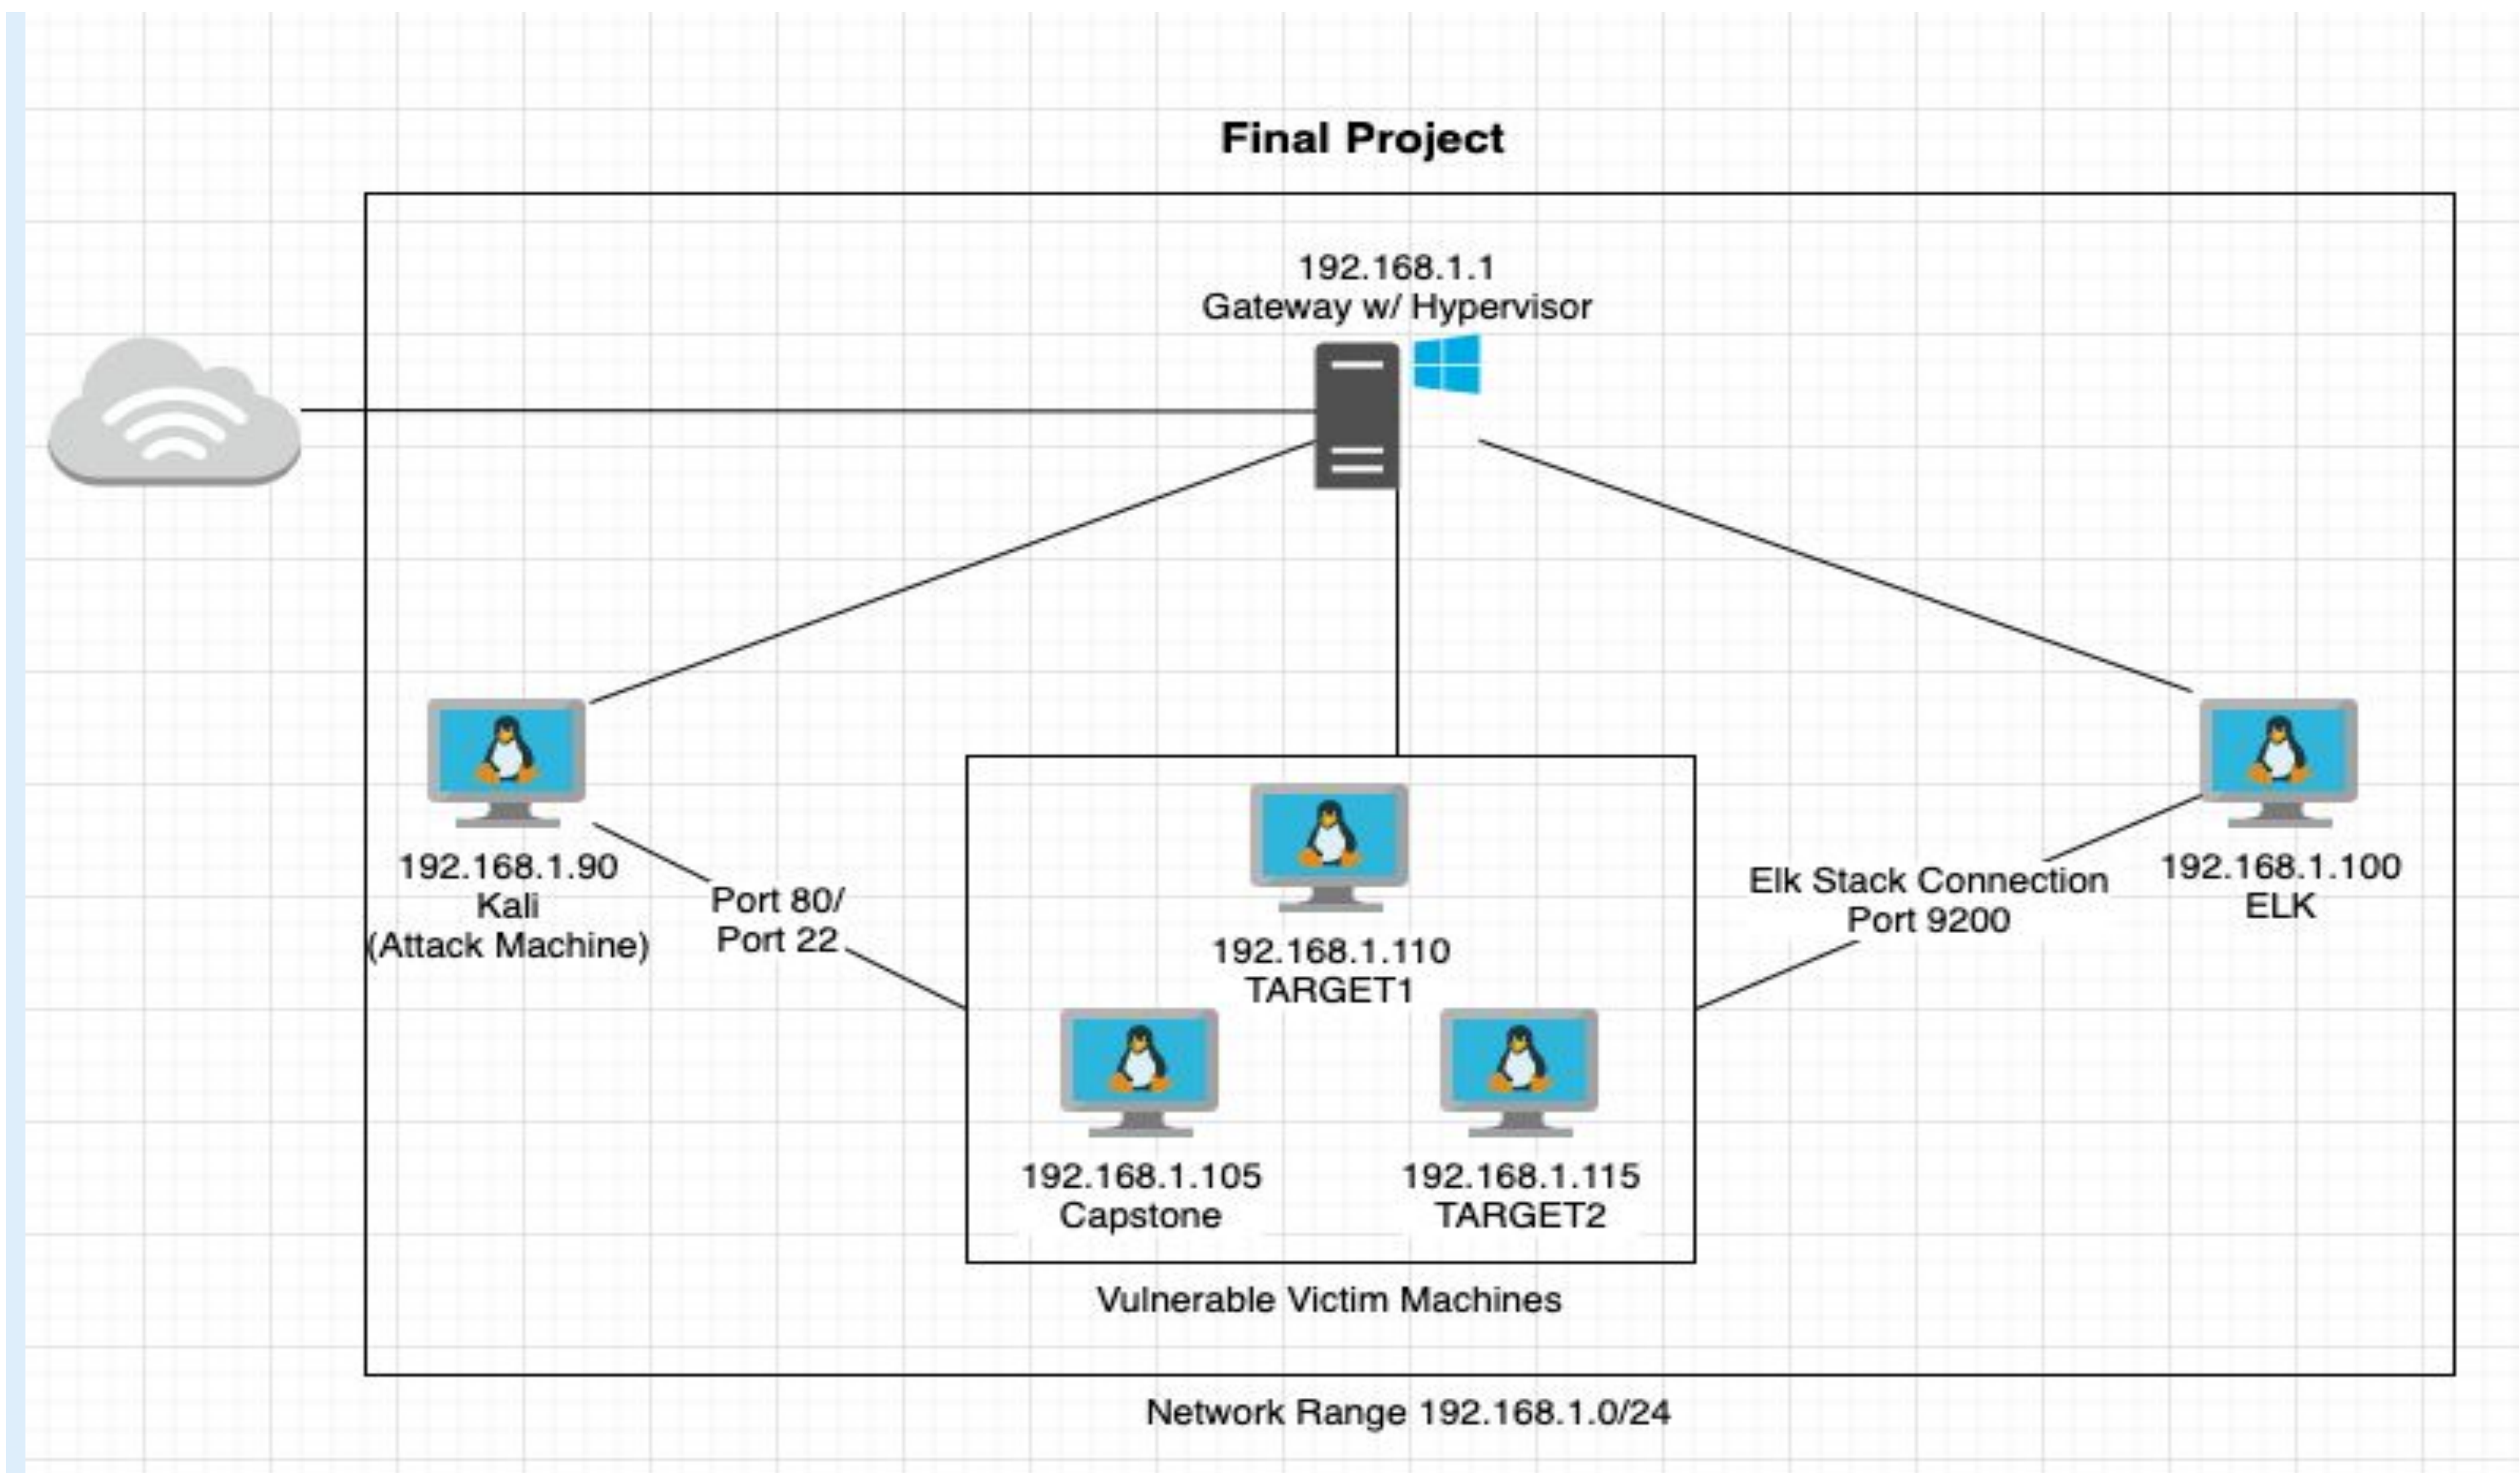 Final Project
192.168.1.1
Gateway w/ Hypervisor
192.168.1.90
Kali
(Attack Machine)
Port 80/
Port 22
192.168.1.110
TARGET1
192.168.1.105
Capstone
192.168.1.115
TARGET2
Elk Stack Connection
Port 9200
192.168.1.100
ELK
Vulnerable Victim Machines
Network Range 192.168.1.0/24